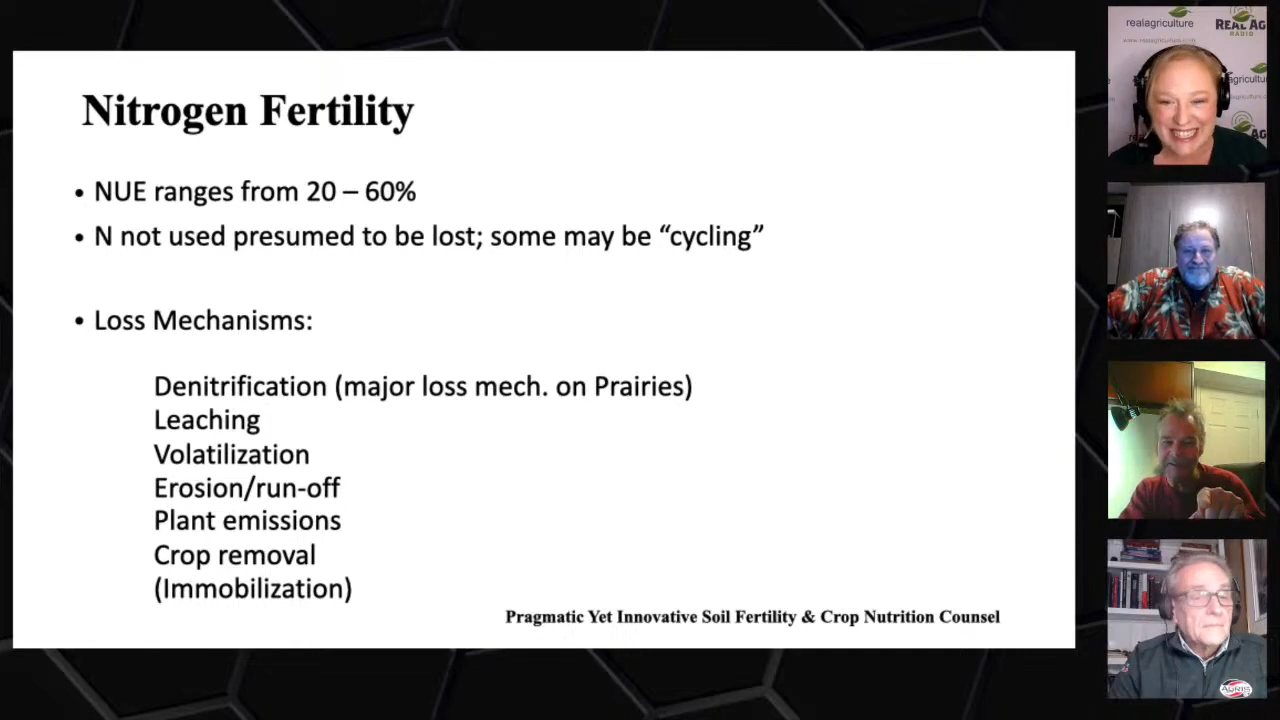 Nitrogen Fertility
• NUE ranges from 20 – 60%
• N not used presumed to be lost; some may be “cycling”
• Loss Mechanisms:
Denitrification (major loss mech. on Prairies)
Leaching
Volatilization
Erosion/run-off
Plant emissions
Crop removal
(Immobilization)
Pragmatic Yet Innovative Soil Fertility & Crop Nutrition Counsel
realagriculture
REAL AG
RADIO
agriculture
AGRIS